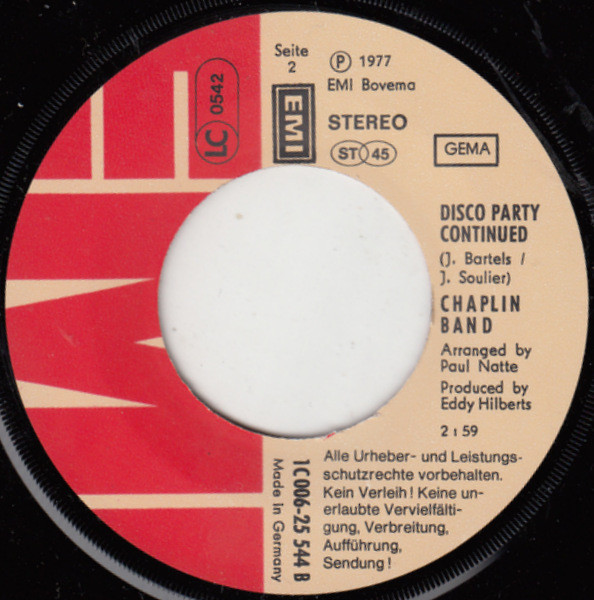 Seite
2
℗ 1977
EMI Bovema
LC 0542
EMI
STEREO
ST 45
GEMA
DISCO PARTY
CONTINUED
(J. Bartels /
J. Soulier)
CHAPLIN
BAND
Arranged by
Paul Natte
Produced by
Eddy Hilberts
2:59
Alle Urheber- und Leistungs-
schutzrechte vorbehalten.
Kein Verleih! Keine un-
erlaubte Vervielfälti-
gung, Verbreitung,
Aufführung,
Sendung!
1C 006-25 544 B
Made in Germany
EMI